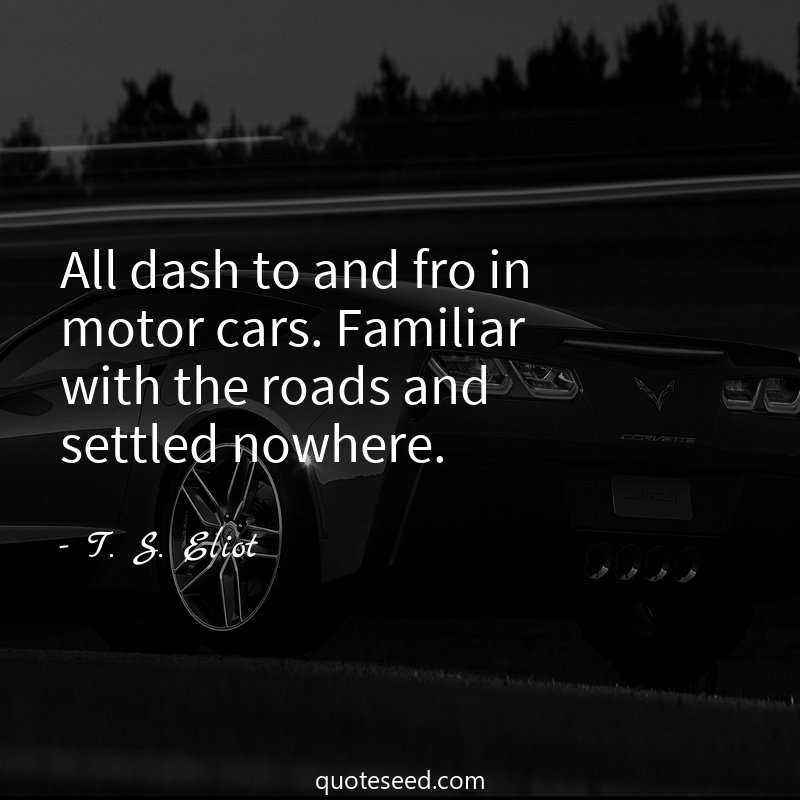 All dash to and fro in
motor cars. Familiar
with the roads and
settled nowhere.
CORVETTE
- T. S. Eliot
quoteseed.com